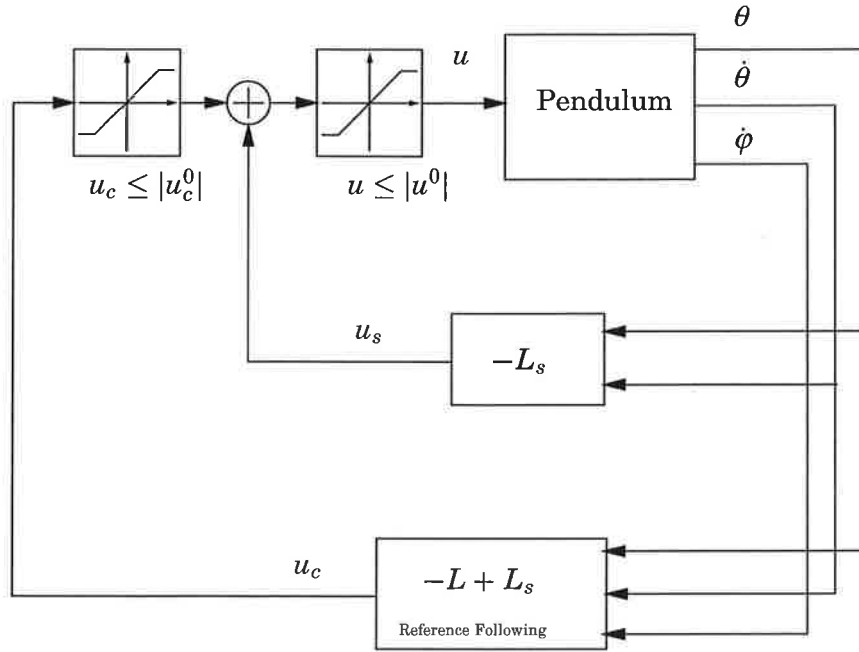 θ
u
θ̇
Pendulum
φ̇
u_c ≤ |u_c^0|
u ≤ |u^0|
u_s
−L_s
u_c
−L + L_s
Reference Following